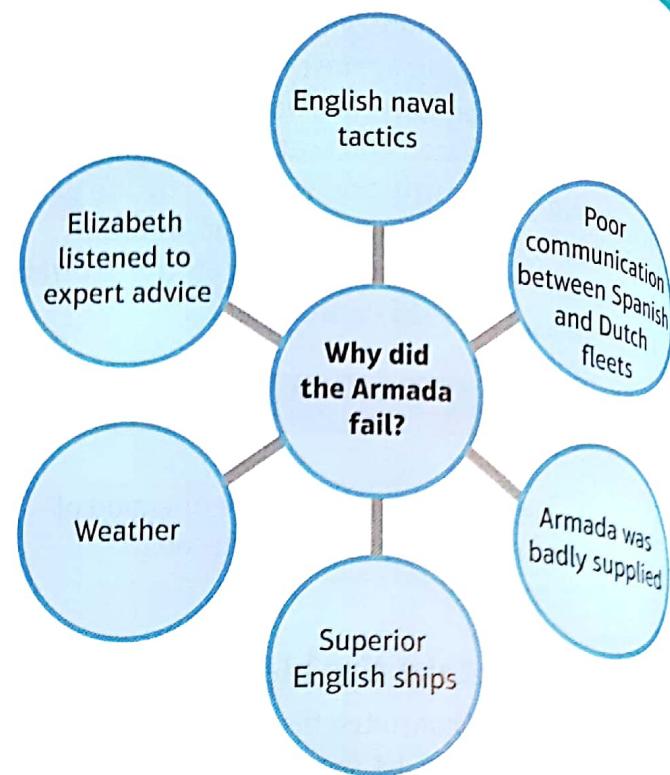 English naval
tactics
Elizabeth
listened to
expert advice
Poor
communication
between Spanish
and Dutch
fleets
Why did
the Armada
fail?
Weather
Armada was
badly supplied
Superior
English ships